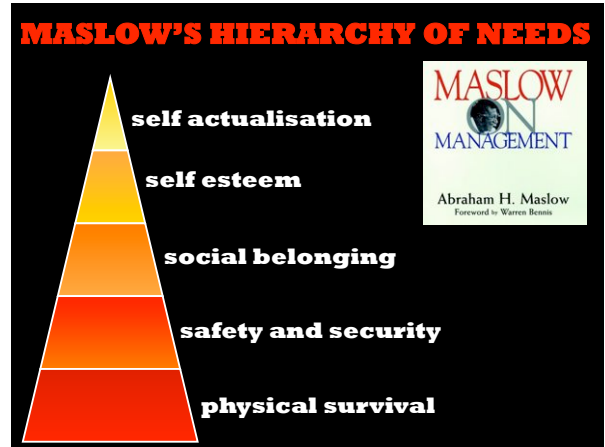 MASLOW'S HIERARCHY OF NEEDS
self actualisation
self esteem
social belonging
safety and security
physical survival
MASLOW
ON
MANAGEMENT
Abraham H. Maslow
Foreword by Warren Bennis